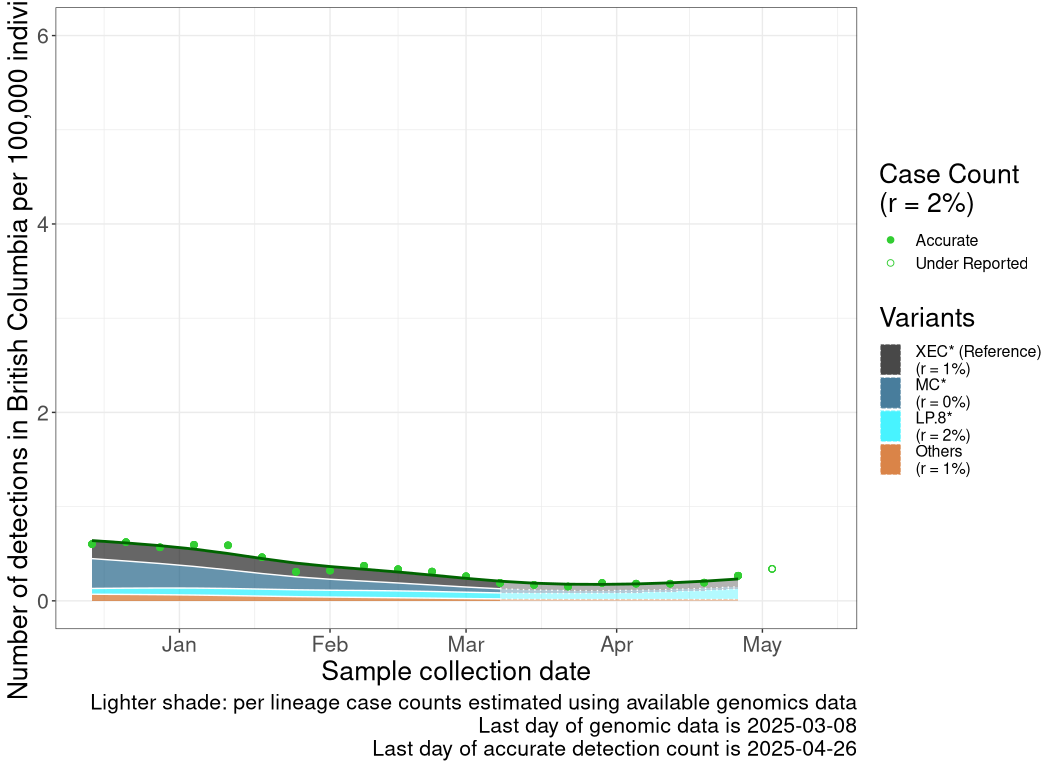 Number of detections in British Columbia per 100,000
6
4
2
0
Jan Feb Mar Apr May
Sample collection date
Lighter shade: per lineage case counts estimated using available genomics data
Last day of genomic data is 2025-03-08
Last day of accurate detection count is 2025-04-26
Case Count
(r = 2%)
Accurate
Under Reported
Variants
XEC* (Reference)
(r = 1%)
MC*
(r = 0%)
LP.8*
(r = 2%)
Others
(r = 1%)